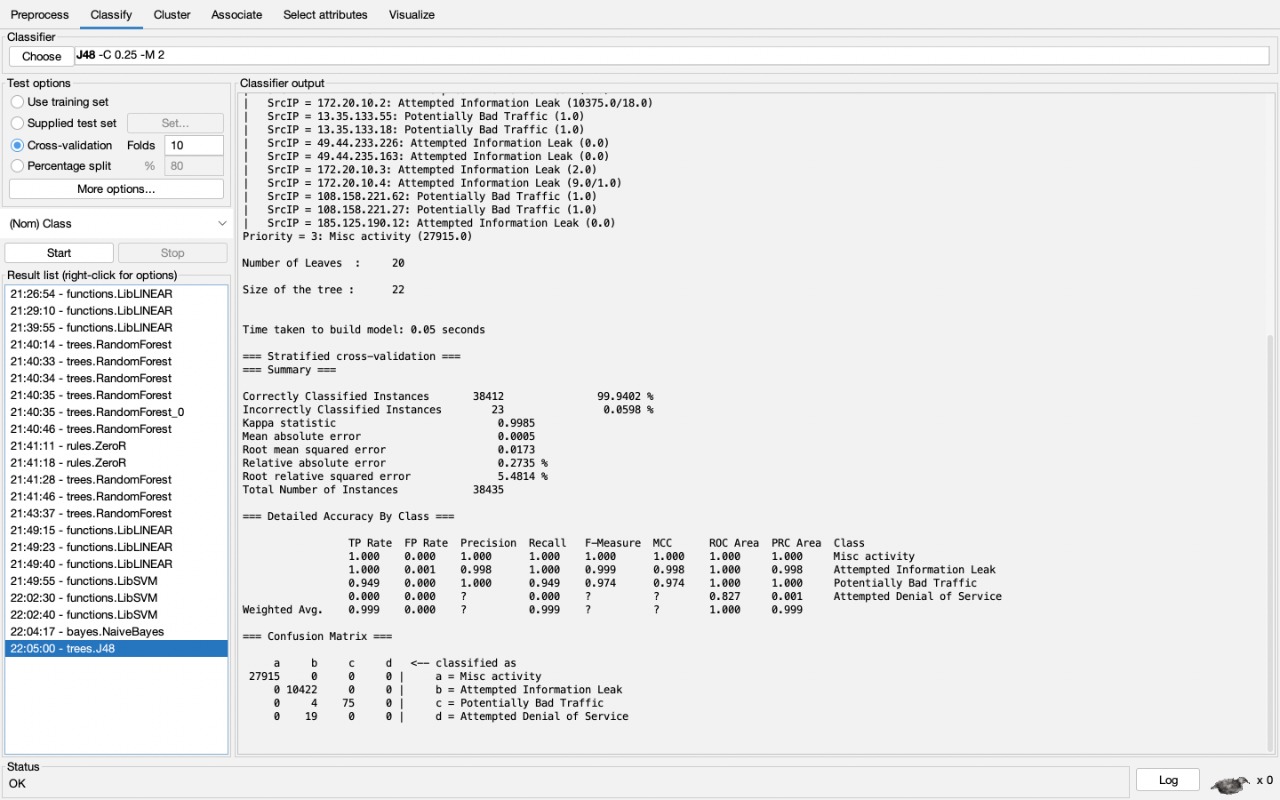 Preprocess Classify Cluster Associate Select attributes Visualize
Classifier
Choose J48 -C 0.25 -M 2
Test options
Use training set
Supplied test set Set...
Cross-validation Folds 10
Percentage split % 80
More options...
(Nom) Class
Start Stop
Result list (right-click for options)
21:26:54 - functions.LibLINEAR
21:29:10 - functions.LibLINEAR
21:39:55 - functions.LibLINEAR
21:40:14 - trees.RandomForest
21:40:33 - trees.RandomForest
21:40:34 - trees.RandomForest
21:40:35 - trees.RandomForest
21:40:35 - trees.RandomForest_0
21:40:46 - trees.RandomForest
21:41:11 - rules.ZeroR
21:41:18 - rules.ZeroR
21:41:28 - trees.RandomForest
21:41:46 - trees.RandomForest
21:43:37 - trees.RandomForest
21:49:15 - functions.LibLINEAR
21:49:23 - functions.LibLINEAR
21:49:40 - functions.LibLINEAR
21:49:55 - functions.LibSVM
22:02:30 - functions.LibSVM
22:02:40 - functions.LibSVM
22:04:17 - bayes.NaiveBayes
22:05:00 - trees.J48
Classifier output
| SrcIP = 172.20.10.2: Attempted Information Leak (10375.0/18.0)
| SrcIP = 13.35.133.55: Potentially Bad Traffic (1.0)
| SrcIP = 13.35.133.18: Potentially Bad Traffic (1.0)
| SrcIP = 49.44.233.226: Attempted Information Leak (0.0)
| SrcIP = 49.44.235.163: Attempted Information Leak (0.0)
| SrcIP = 172.20.10.3: Attempted Information Leak (2.0)
| SrcIP = 172.20.10.4: Attempted Information Leak (9.0/1.0)
| SrcIP = 108.158.221.62: Potentially Bad Traffic (1.0)
| SrcIP = 108.158.221.27: Potentially Bad Traffic (1.0)
| SrcIP = 185.125.190.12: Attempted Information Leak (0.0)
Priority = 3: Misc activity (27915.0)
Number of Leaves : 20
Size of the tree : 22
Time taken to build model: 0.05 seconds
=== Stratified cross-validation ===
=== Summary ===
Correctly Classified Instances 38412 99.9402 %
Incorrectly Classified Instances 23 0.0598 %
Kappa statistic 0.9985
Mean absolute error 0.0005
Root mean squared error 0.0173
Relative absolute error 0.2735 %
Root relative squared error 5.4814 %
Total Number of Instances 38435
=== Detailed Accuracy By Class ===
TP Rate FP Rate Precision Recall F-Measure MCC ROC Area PRC Area Class
1.000 0.000 1.000 1.000 1.000 1.000 1.000 1.000 Misc activity
1.000 0.001 0.998 1.000 0.999 0.998 1.000 0.998 Attempted Information Leak
0.949 0.000 1.000 0.949 0.974 0.974 1.000 1.000 Potentially Bad Traffic
0.000 0.000 ? 0.000 ? ? 0.827 0.001 Attempted Denial of Service
Weighted Avg. 0.999 0.000 ? 0.999 ? ? 1.000 0.999
=== Confusion Matrix ===
a b c d <-- classified as
27915 0 0 0 | a = Misc activity
0 10422 0 0 | b = Attempted Information Leak
0 4 75 0 | c = Potentially Bad Traffic
0 19 0 0 | d = Attempted Denial of Service
Status
OK
Log x 0